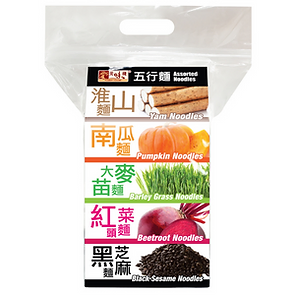 五行麵 Assorted Noodles
淮山麵
Yam Noodles
南瓜麵
Pumpkin Noodles
大麥苗麵
Barley Grass Noodles
紅菜頭麵
Beetroot Noodles
黑芝麻麵
Black-Sesame Noodles